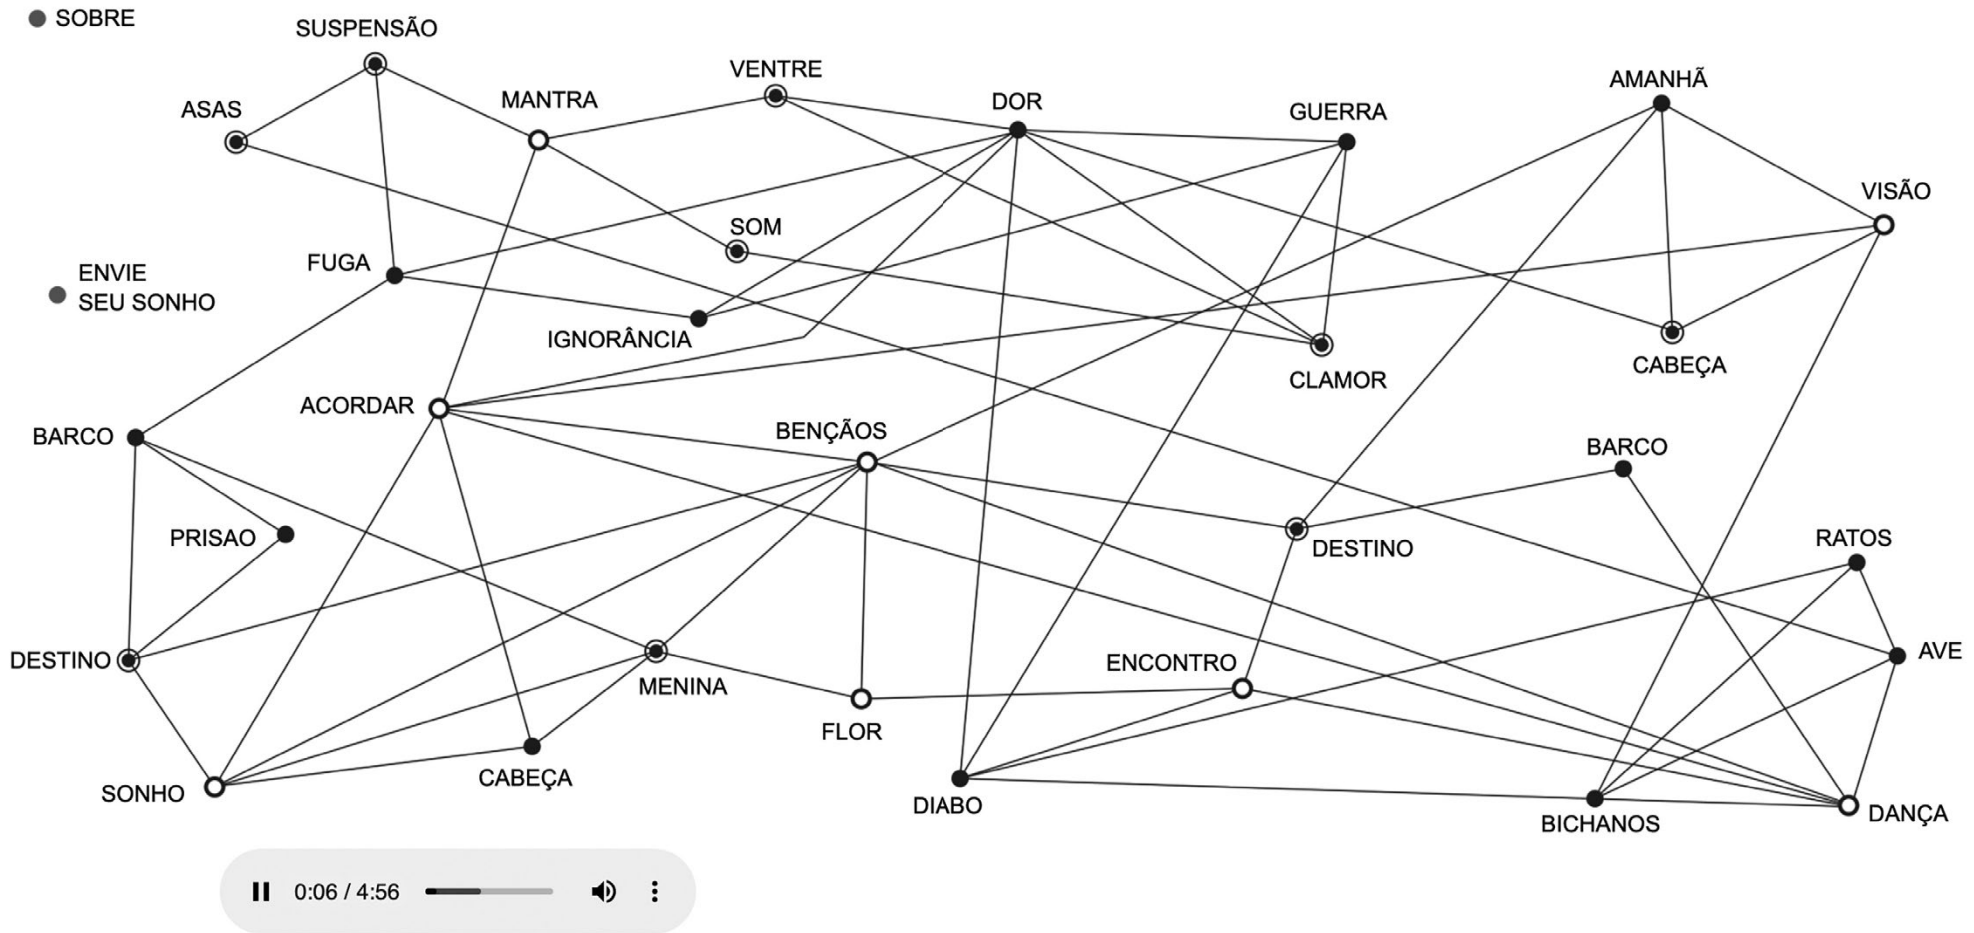 SOBRE
SUSPENSÃO
VENTRE
AMANHÃ
MANTRA
DOR
ASAS
GUERRA
VISÃO
SOM
FUGA
ENVIE
SEU SONHO
IGNORÂNCIA
CABEÇA
CLAMOR
ACORDAR
BENÇÃOS
BARCO
BARCO
PRISAO
RATOS
DESTINO
AVE
DESTINO
ENCONTRO
MENINA
FLOR
CABEÇA
SONHO
DIABO
DANÇA
BICHANOS
0:06 / 4:56